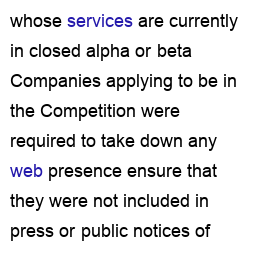 whose services are currently
in closed alpha or beta
Companies applying to be in
the Competition were
required to take down any
web presence ensure that
they were not included in
press or public notices of